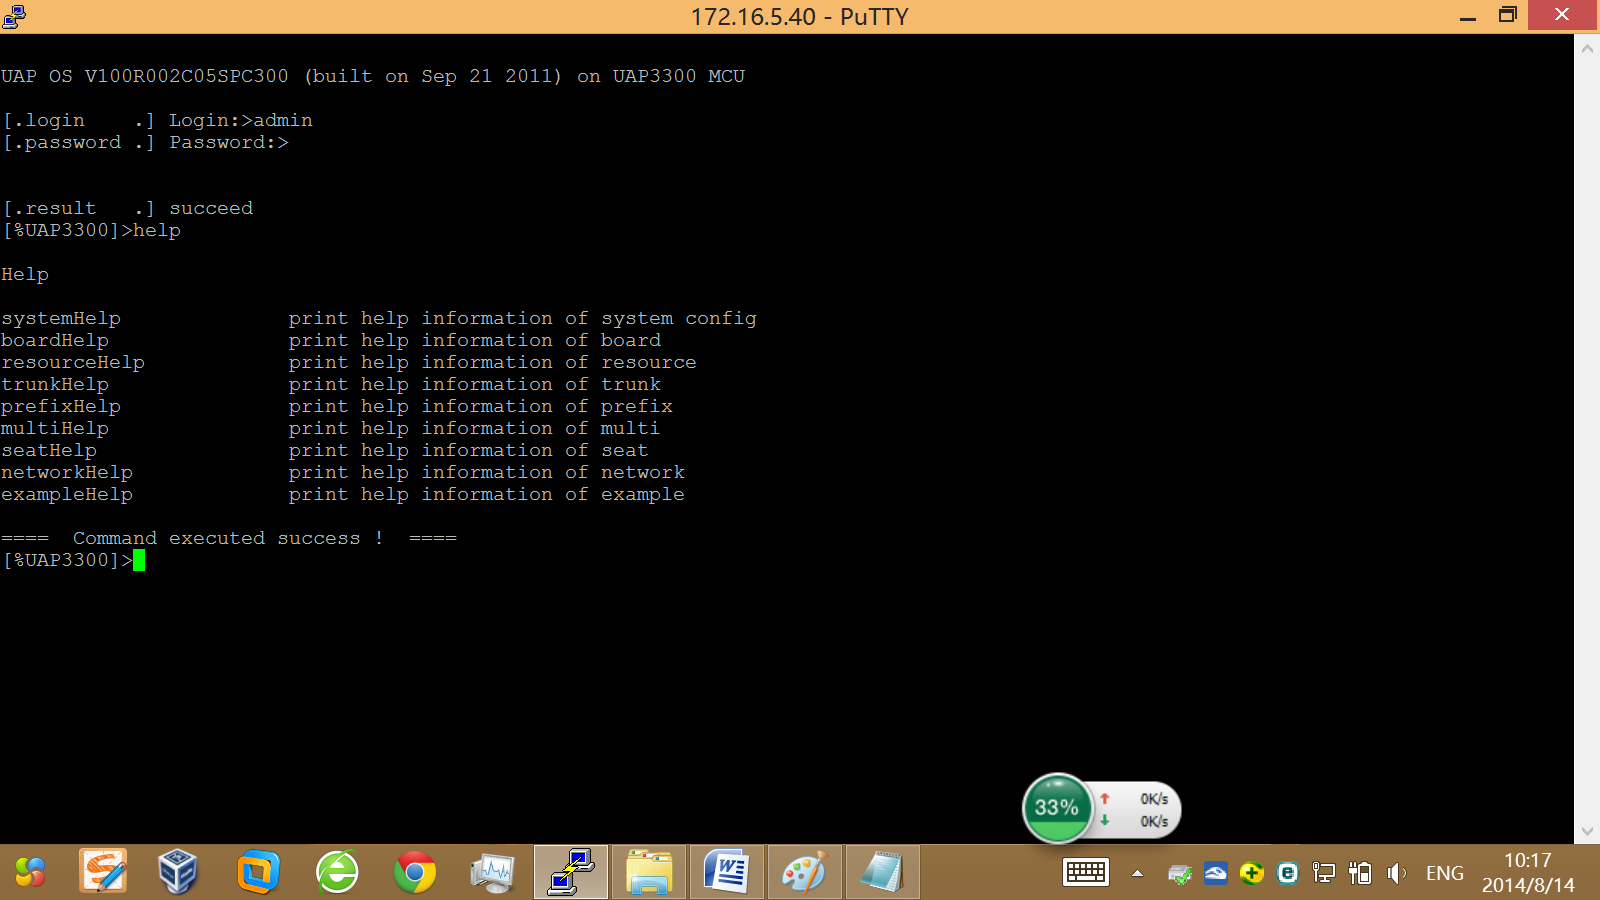 172.16.5.40 - PuTTY
UAP OS V100R002C05SPC300 (built on Sep 21 2011) on UAP3300 MCU
[.login    .] Login:>admin
[.password .] Password:>
[.result   .] succeed
[%UAP3300]>help
Help
systemHelp              print help information of system config
boardHelp               print help information of board
resourceHelp            print help information of resource
trunkHelp               print help information of trunk
prefixHelp              print help information of prefix
multiHelp               print help information of multi
seatHelp                print help information of seat
networkHelp             print help information of network
exampleHelp             print help information of example
====  Command executed success !  ====
[%UAP3300]>
33%
0K/s
0K/s
ENG
10:17
2014/8/14